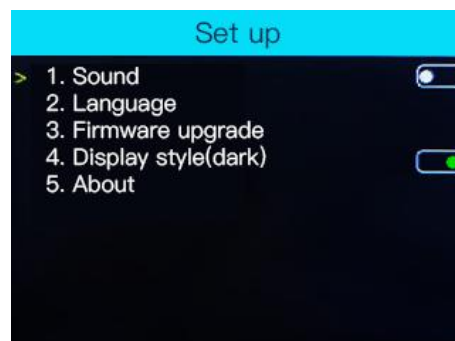 Set up
> 1. Sound
2. Language
3. Firmware upgrade
4. Display style(dark)
5. About